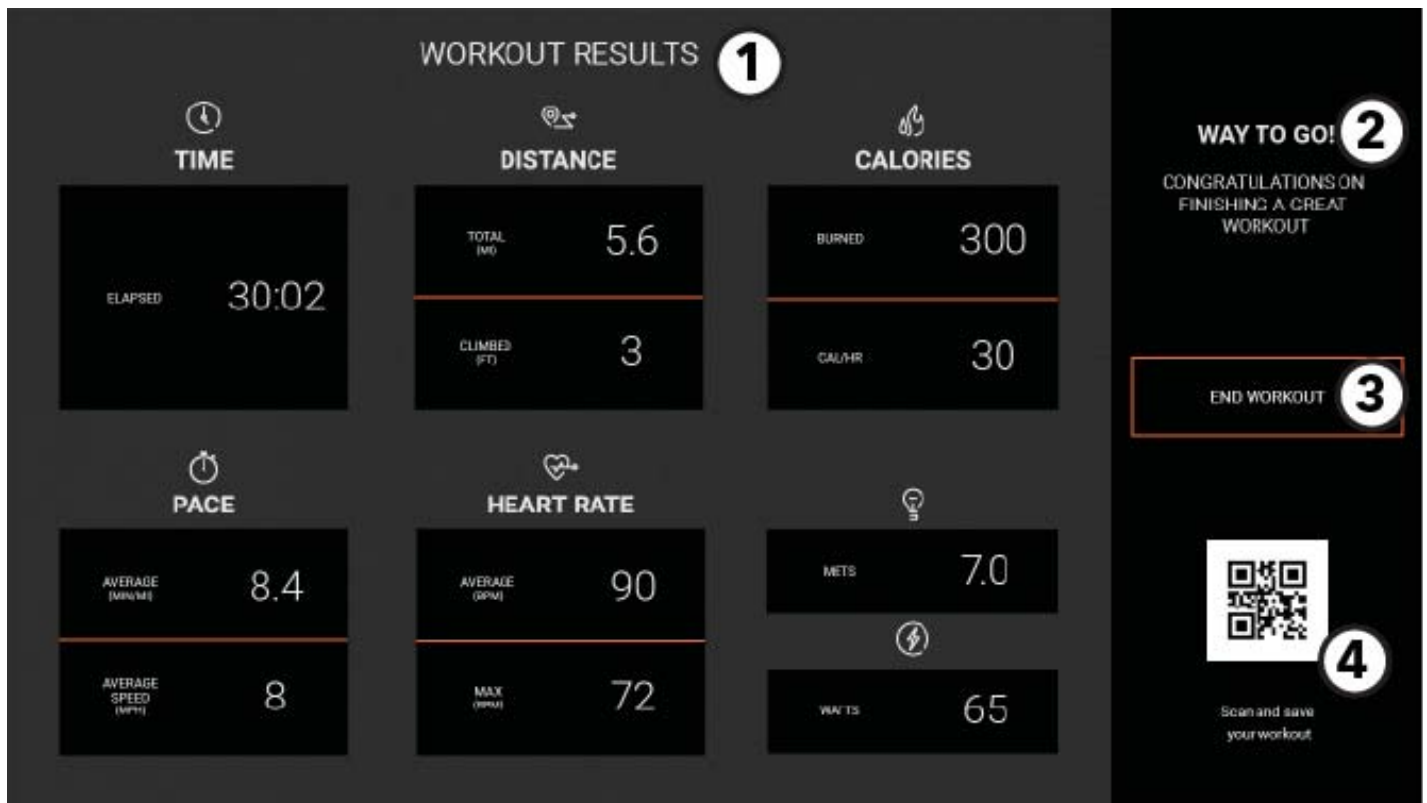 WORKOUT RESULTS
1
TIME
ELAPSED 30:02
DISTANCE
TOTAL
(MI)
5.6
CLIMBED
(FT)
3
CALORIES
BURNED 300
CAL/HR 30
PACE
AVERAGE
(MIN/MI)
8.4
AVERAGE
SPEED
(MPH)
8
HEART RATE
AVERAGE
(BPM)
90
MAX
(BPM)
72
METS 7.0
WATTS 65
WAY TO GO!
2
CONGRATULATIONS ON
FINISHING A GREAT
WORKOUT
END WORKOUT
3
4
Scan and save
your workout